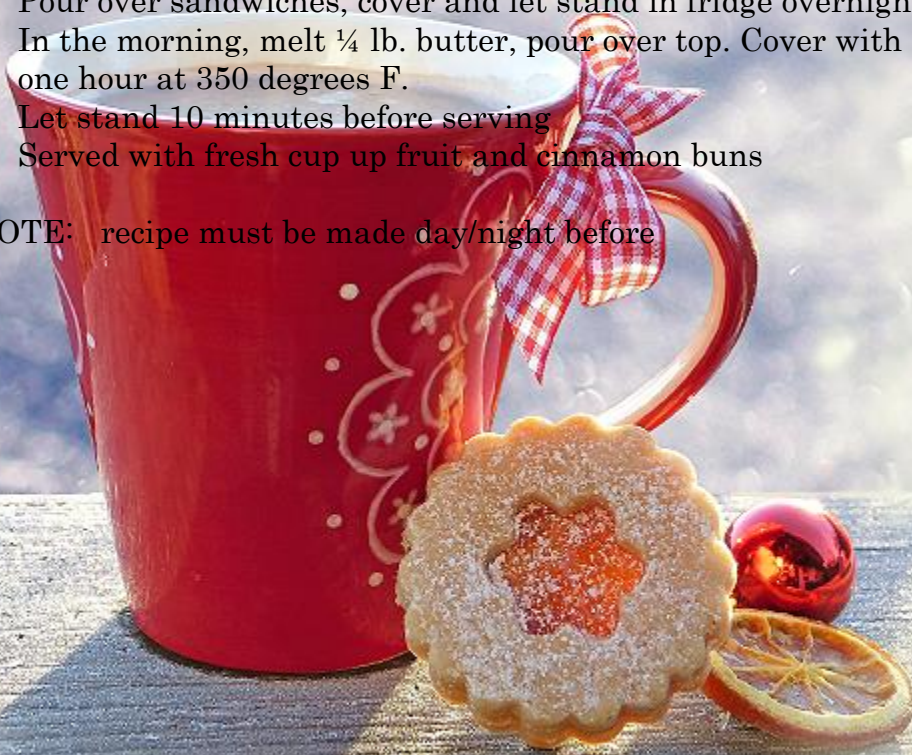 Pour over sandwiches, cover and let stand in fridge overnigh
In the morning, melt ¼ lb. butter, pour over top. Cover with
one hour at 350 degrees F.
Let stand 10 minutes before serving
Served with fresh cup up fruit and cinnamon buns
OTE: recipe must be made day/night before